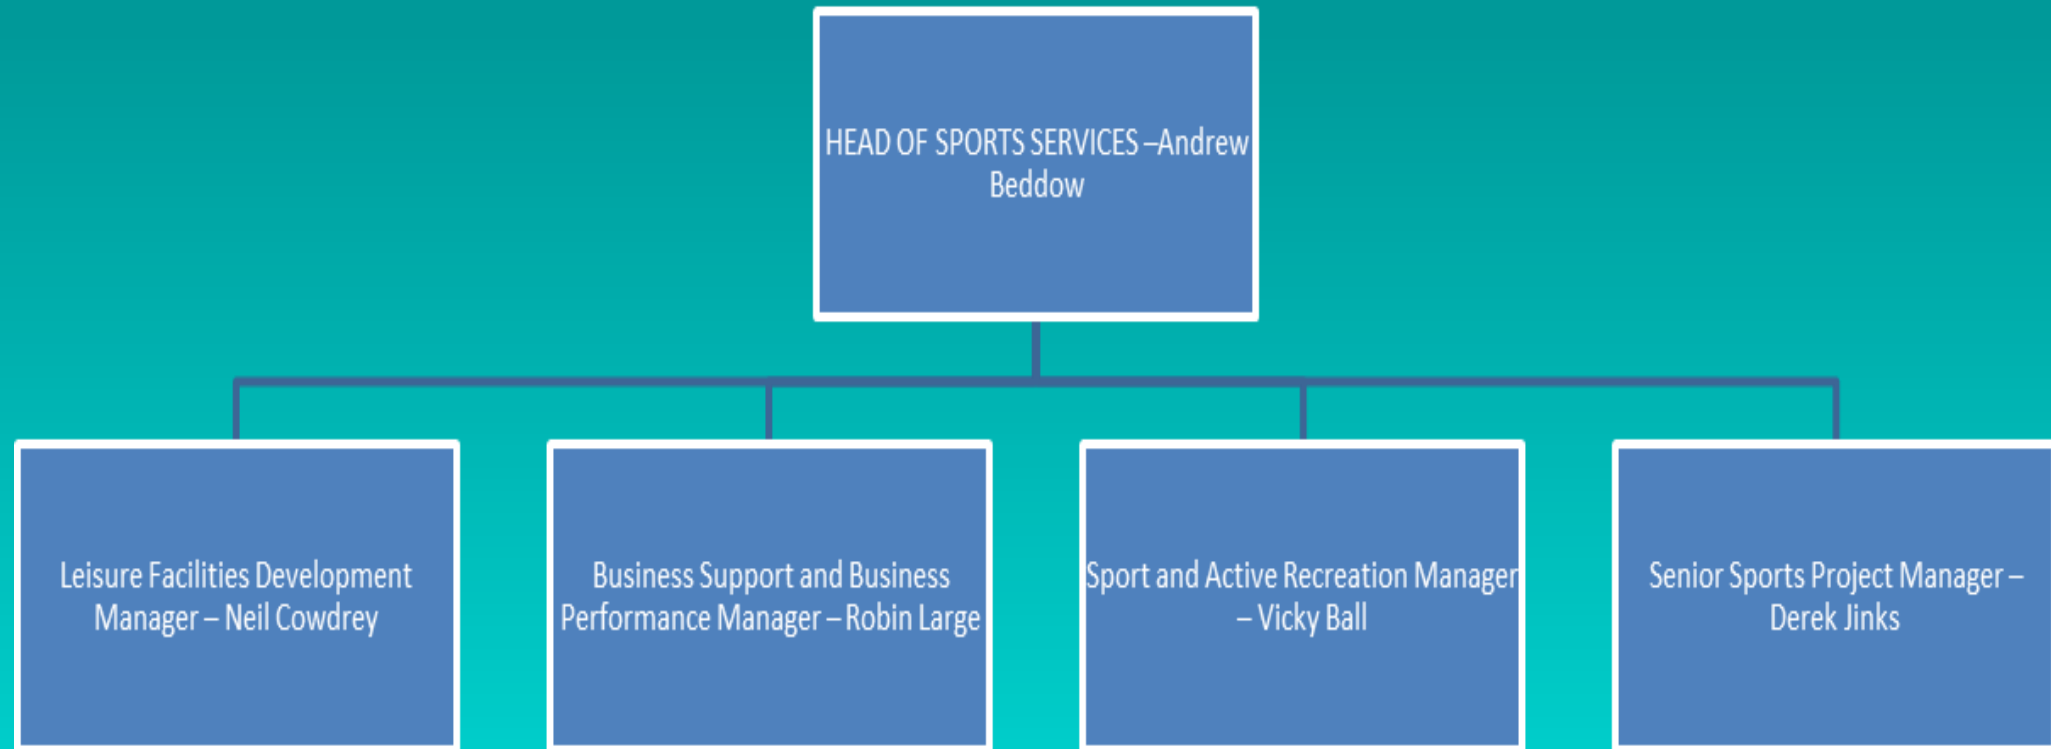 HEAD OF SPORTS SERVICES –Andrew
Beddow
Leisure Facilities Development
Manager – Neil Cowdrey
Business Support and Business
Performance Manager – Robin Large
Sport and Active Recreation Manager
– Vicky Ball
Senior Sports Project Manager –
Derek Jinks